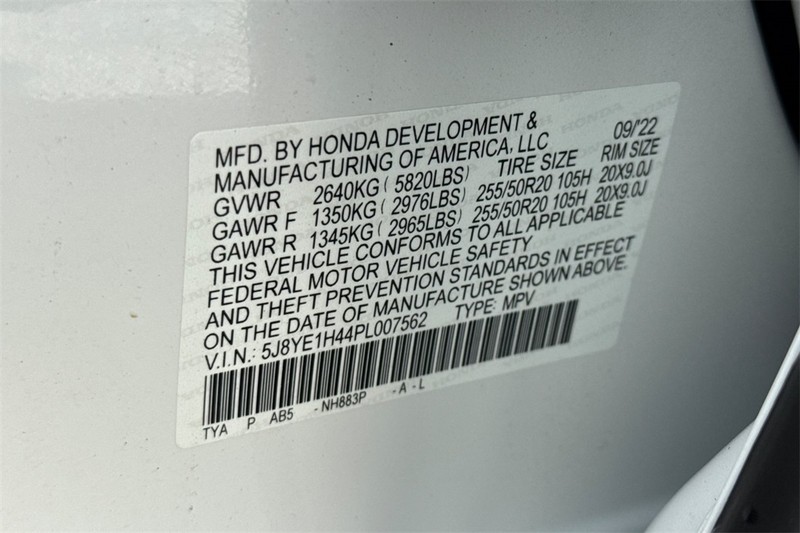 MFD. BY HONDA DEVELOPMENT & 09/'22
MANUFACTURING OF AMERICA, LLC
GVWR 2640KG ( 5820LBS) TIRE SIZE RIM SIZE
GAWR F 1350KG ( 2976LBS) 255/50R20 105H 20X9.0J
GAWR R 1345KG ( 2965LBS) 255/50R20 105H 20X9.0J
THIS VEHICLE CONFORMS TO ALL APPLICABLE
FEDERAL MOTOR VEHICLE SAFETY
AND THEFT PREVENTION STANDARDS IN EFFECT
ON THE DATE OF MANUFACTURE SHOWN ABOVE.
V.I.N.: 5J8YE1H44PL007562 TYPE: MPV
TYA P AB5 -NH883P -A-L